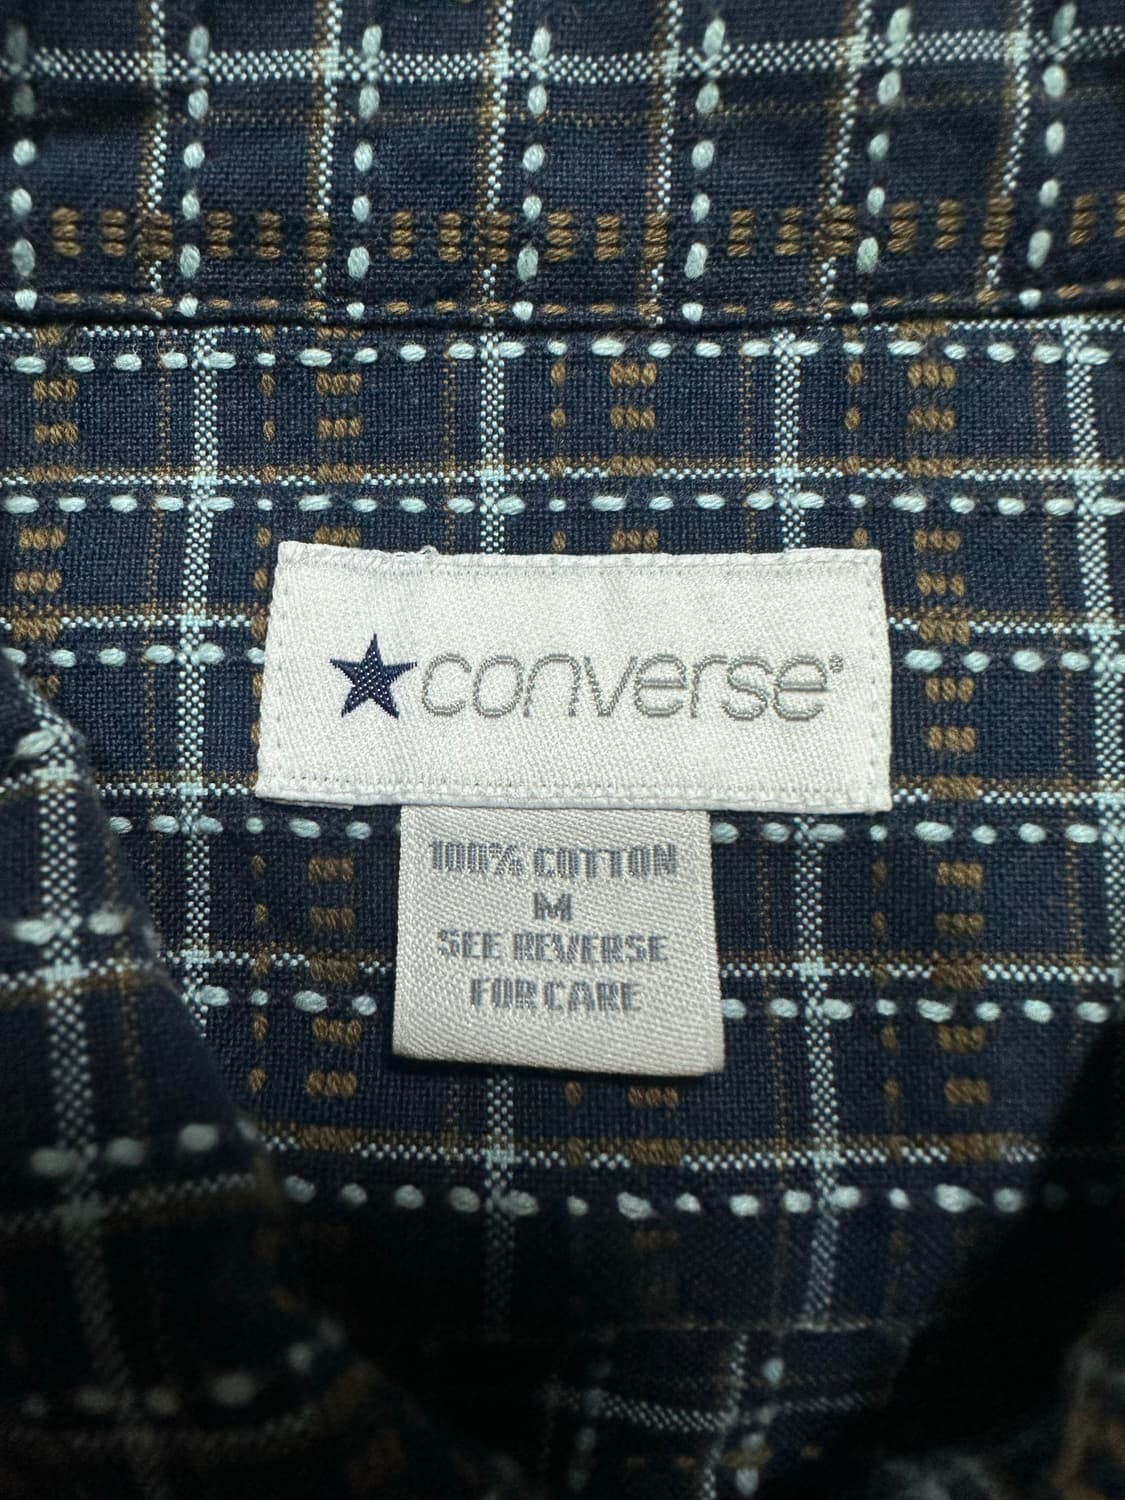 converse
100% COTTON
M
SEE REVERSE
FOR CARE